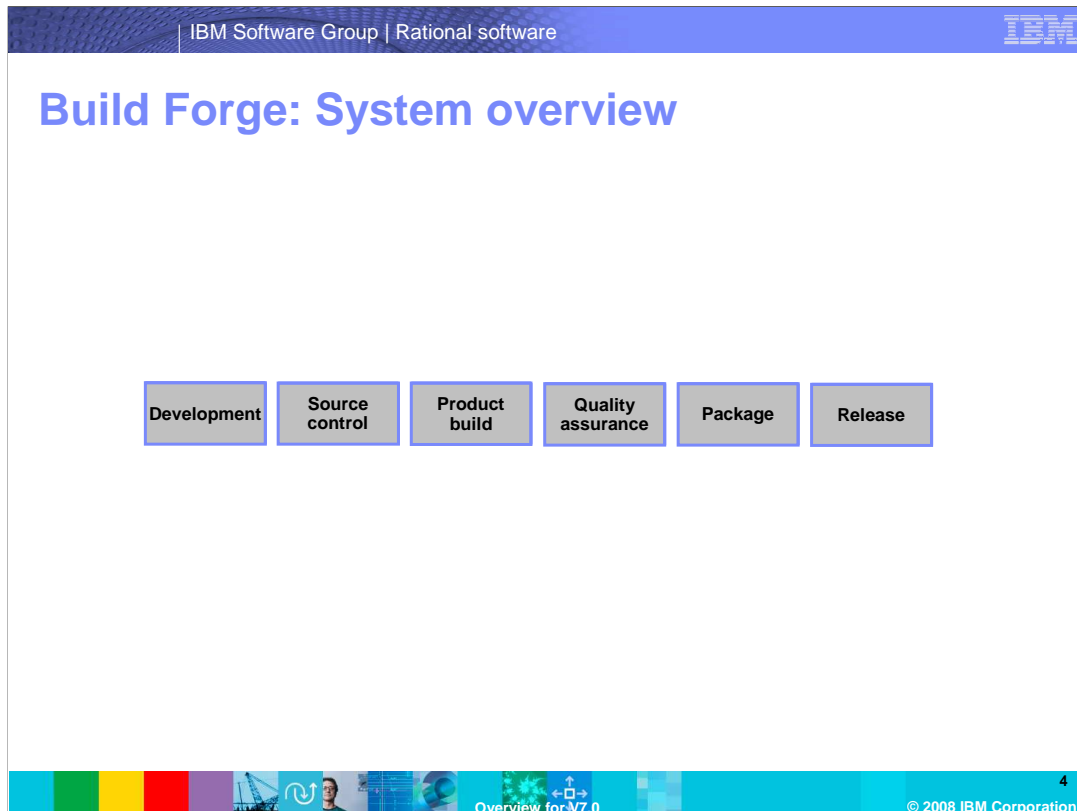 IBM Software Group | Rational software
IBM
Build Forge: System overview
Development
Source
control
Product
build
Quality
assurance
Package
Release
4
Overview for V7.0
© 2008 IBM Corporation